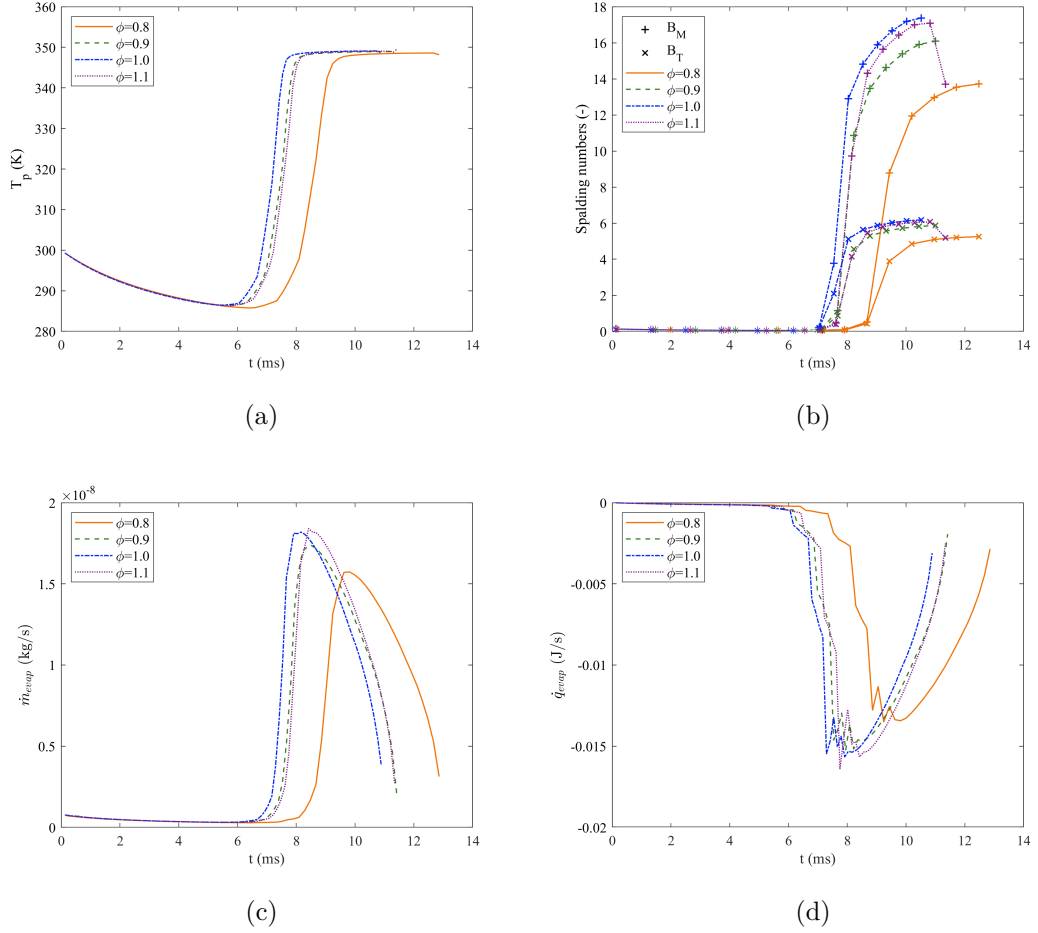 360
350
340
330
320
310
300
290
280
T_p (K)
0 2 4 6 8 10 12 14
t (ms)
ϕ=0.8
ϕ=0.9
ϕ=1.0
ϕ=1.1
(a)
18
16
14
12
10
8
6
4
2
0
Spalding numbers (-)
0 2 4 6 8 10 12 14
t (ms)
B_M
B_T
ϕ=0.8
ϕ=0.9
ϕ=1.0
ϕ=1.1
(b)
×10^-8
2
1.5
1
0.5
0
ṁ_evap (kg/s)
0 2 4 6 8 10 12 14
t (ms)
ϕ=0.8
ϕ=0.9
ϕ=1.0
ϕ=1.1
(c)
0
-0.005
-0.01
-0.015
-0.02
q̇_evap (J/s)
0 2 4 6 8 10 12 14
t (ms)
ϕ=0.8
ϕ=0.9
ϕ=1.0
ϕ=1.1
(d)